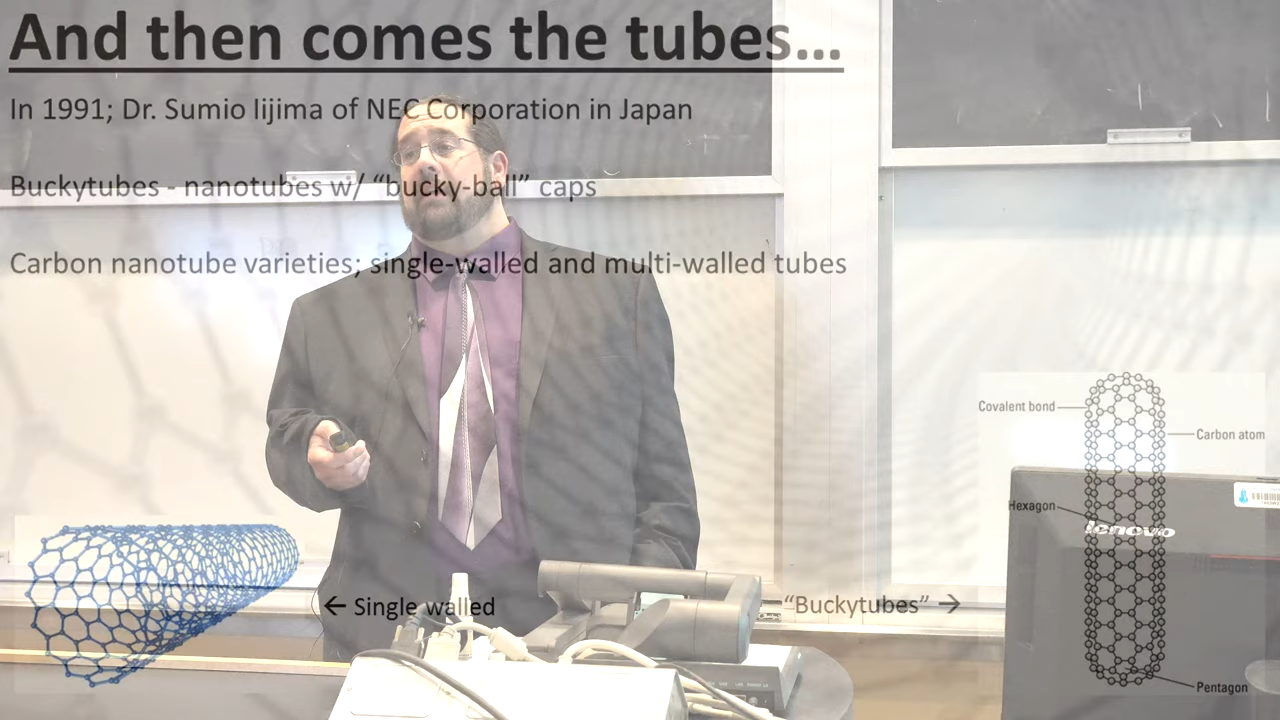 And then comes the tubes...
In 1991; Dr. Sumio Iijima of NEC Corporation in Japan
Buckytubes - nanotubes w/ “bucky-ball” caps
Carbon nanotube varieties; single-walled and multi-walled tubes
Covalent bond
Carbon atom
Hexagon
lenovo
← Single walled
“Buckytubes” →
Pentagon